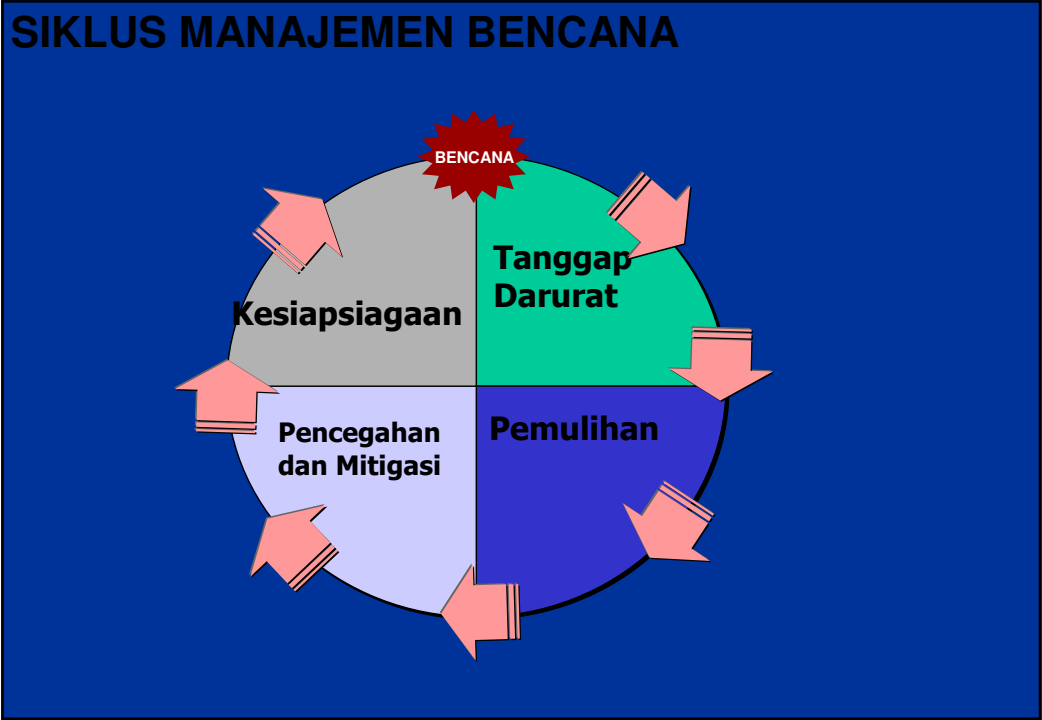 SIKLUS MANAJEMEN BENCANA
BENCANA
Tanggap
Darurat
Kesiapsiagaan
Pencegahan
dan Mitigasi
Pemulihan